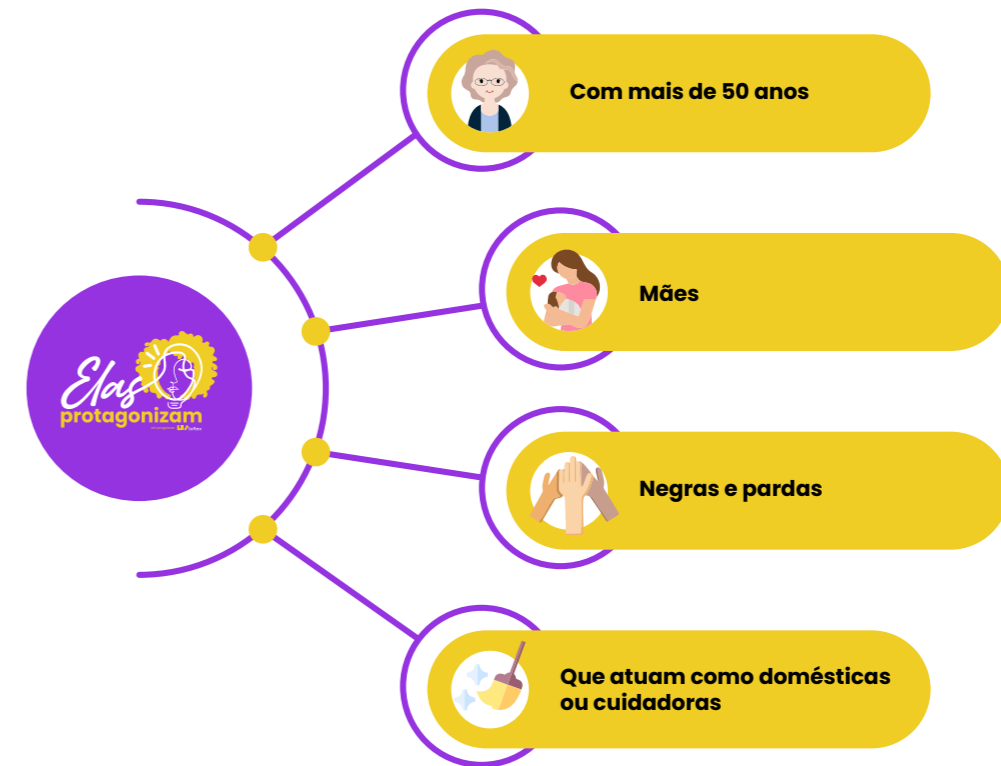 Com mais de 50 anos
Mães
Elas
protagonizam
Negras e pardas
Que atuam como domésticas
ou cuidadoras